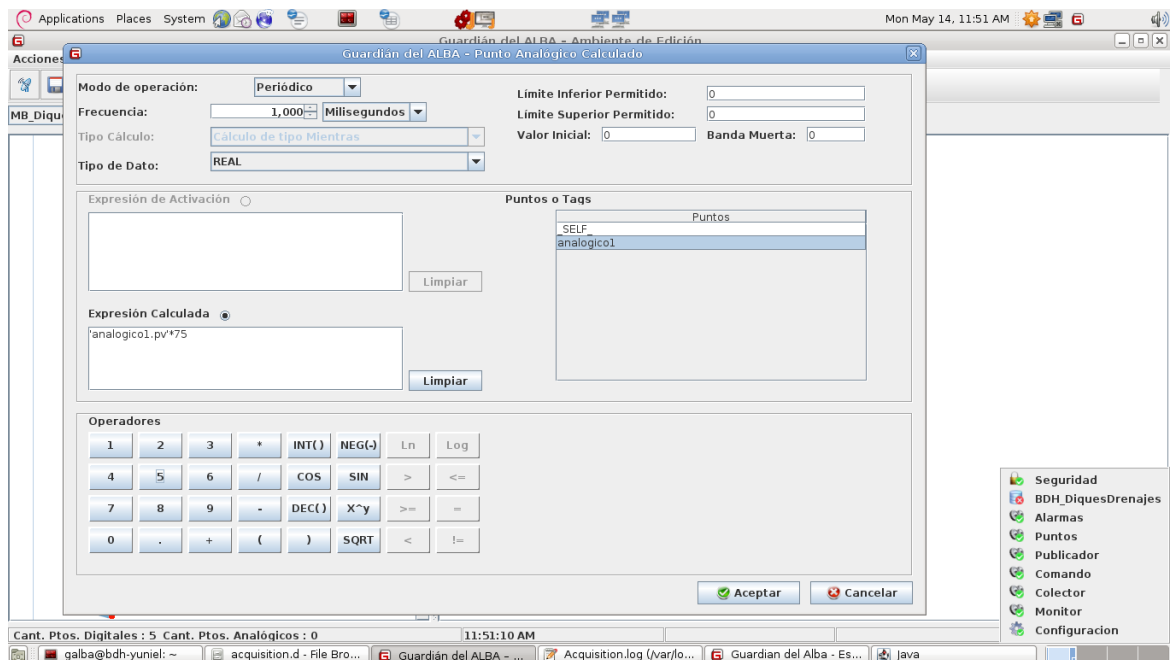 Applications Places System Mon May 14, 11:51 AM
Guardián del ALBA - Ambiente de Edición
Acciones
Guardián del ALBA - Punto Analógico Calculado
MB_Diqu
Modo de operación: Periódico
Frecuencia: 1,000 Milisegundos
Tipo Cálculo: Cálculo de tipo Mientras
Tipo de Dato: REAL
Límite Inferior Permitido: 0
Límite Superior Permitido: 0
Valor Inicial: 0 Banda Muerta: 0
Expresión de Activación
Limpiar
Expresión Calculada
'analogico1.pv'*75
Limpiar
Puntos o Tags
Puntos
_SELF_
analogico1
Operadores
1 2 3 * INT() NEG(-) Ln Log
4 5 6 / COS SIN > <=
7 8 9 - DEC() X^y >= =
0 . + ( ) SQRT < !=
Aceptar Cancelar
Seguridad
BDH_DiquesDrenajes
Alarmas
Puntos
Publicador
Comando
Colector
Monitor
Configuracion
Cant. Ptos. Digitales : 5 Cant. Ptos. Analógicos : 0 11:51:10 AM
galba@bdh-yuniel: ~ acquisition.d - File Bro... Guardián del ALBA - ... Acquisition.log (/var/lo... Guardian del Alba - Es... Java